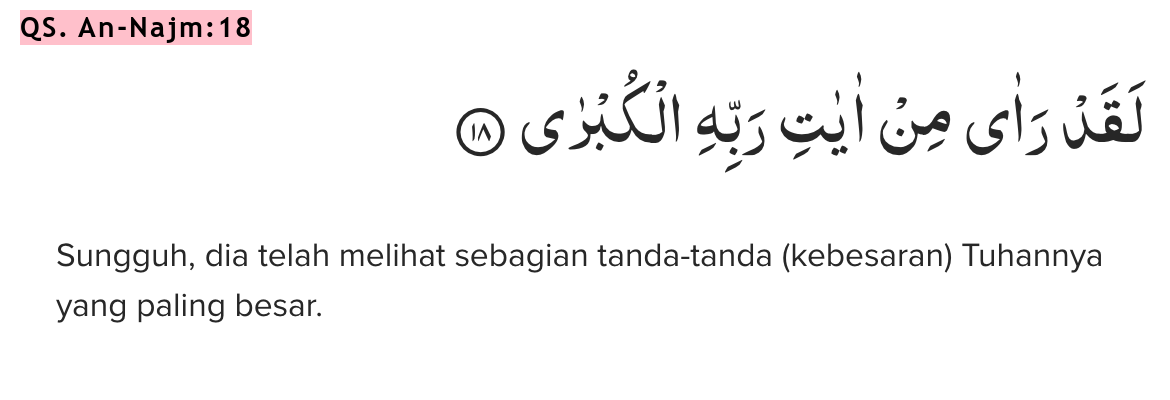 QS. An-Najm:18
لَقَدْ رَاٰى مِنْ اٰيٰتِ رَبِّهِ الْكُبْرٰى ۝١٨
Sungguh, dia telah melihat sebagian tanda-tanda (kebesaran) Tuhannya
yang paling besar.